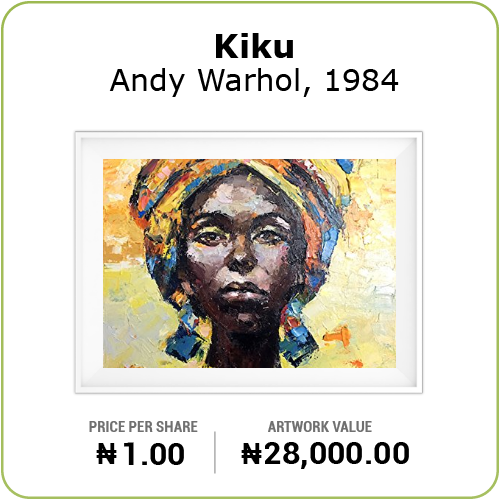 Kiku
Andy Warhol, 1984
PRICE PER SHARE
₦ 1.00
ARTWORK VALUE
₦28,000.00